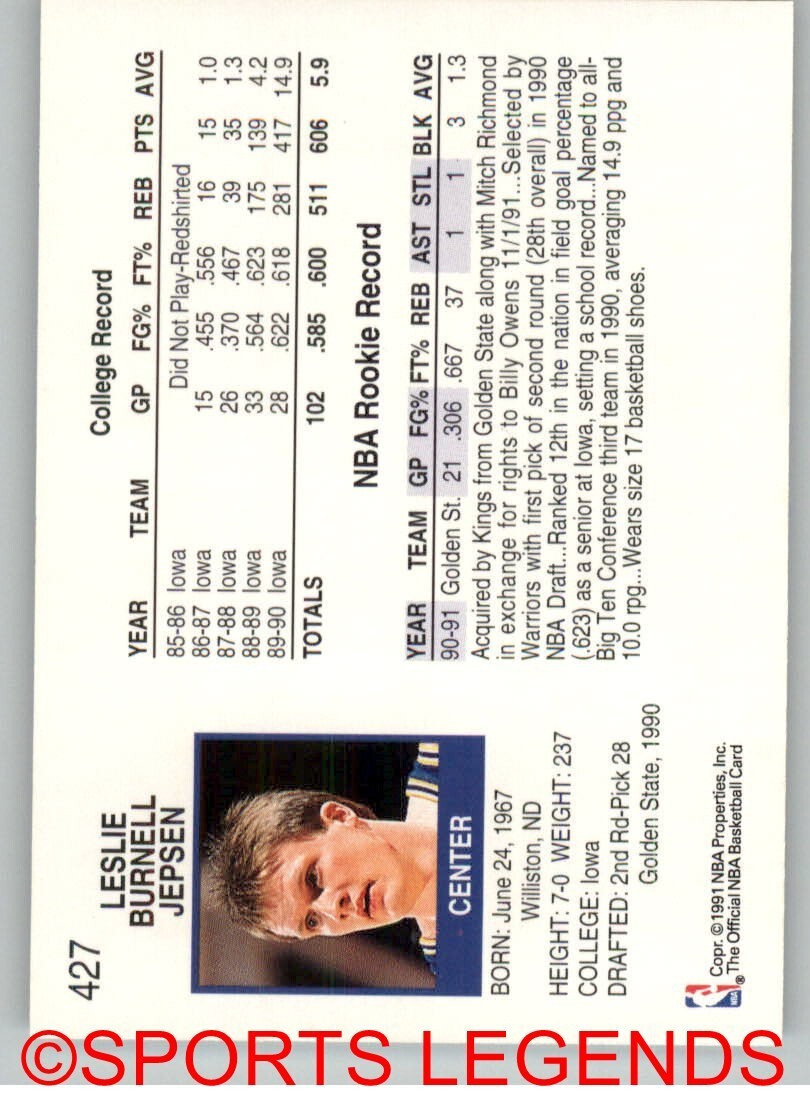 427
LESLIE
BURNELL
JEPSEN
CENTER
BORN: June 24, 1967
Williston, ND
HEIGHT: 7-0 WEIGHT: 237
COLLEGE: Iowa
DRAFTED: 2nd Rd-Pick 28
Golden State, 1990
NBA
®
Copr. ©1991 NBA Properties, Inc.
The Official NBA Basketball Card
College Record
YEAR TEAM GP FG% FT% REB PTS AVG
85-86 Iowa Did Not Play-Redshirted
86-87 Iowa 15 .455 .556 16 15 1.0
87-88 Iowa 26 .370 .467 39 35 1.3
88-89 Iowa 33 .564 .623 175 139 4.2
89-90 Iowa 28 .622 .618 281 417 14.9
TOTALS 102 .585 .600 511 606 5.9
NBA Rookie Record
YEAR TEAM GP FG% FT% REB AST STL BLK AVG
90-91 Golden St. 21 .306 .667 37 1 1 3 1.3
Acquired by Kings from Golden State along with Mitch Richmond
in exchange for rights to Billy Owens 11/1/91...Selected by
Warriors with first pick of second round (28th overall) in 1990
NBA Draft...Ranked 12th in the nation in field goal percentage
(.623) as a senior at Iowa, setting a school record...Named to all-
Big Ten Conference third team in 1990, averaging 14.9 ppg and
10.0 rpg...Wears size 17 basketball shoes.
©SPORTS LEGENDS